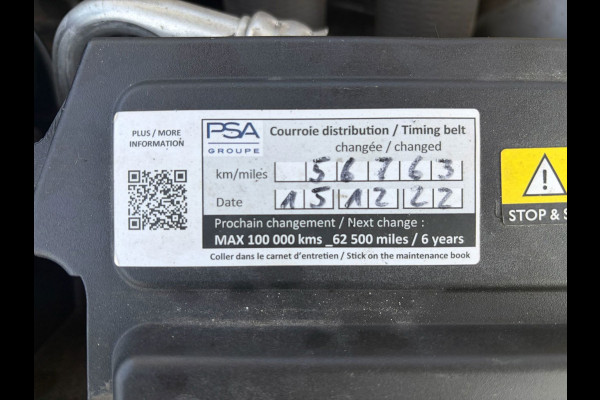 PLUS / MORE
INFORMATION
PSA
GROUPE
Courroie distribution / Timing belt
changée / changed
km/miles 56763
Date 151222
Prochain changement / Next change :
MAX 100 000 kms _62 500 miles / 6 years
Coller dans le carnet d'entretien / Stick on the maintenance book
STOP & S